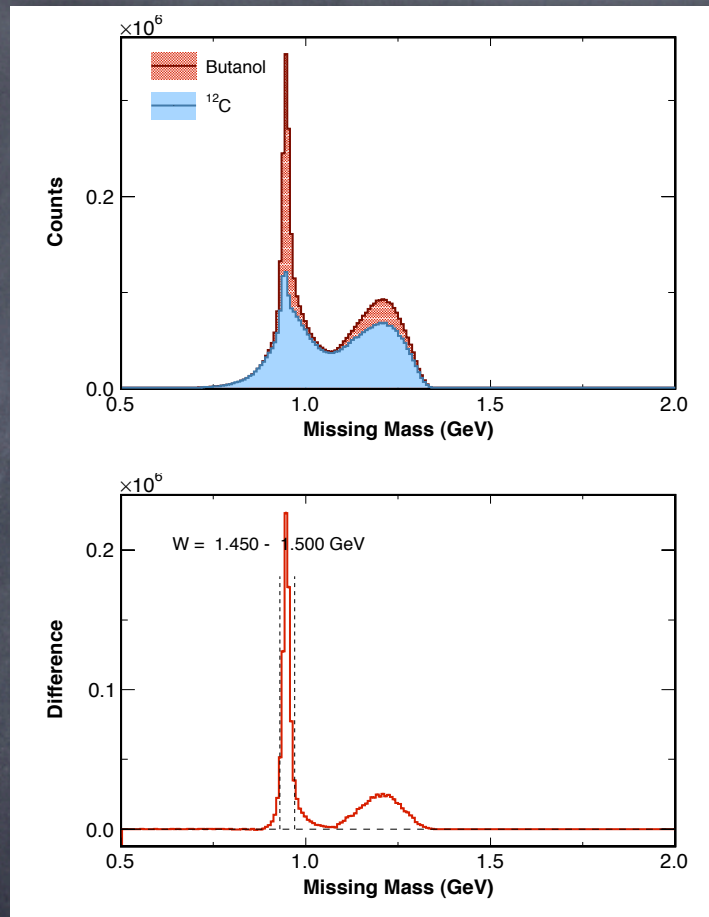 ×10⁶
Butanol
¹²C
0.2
0.0
Counts
0.5 1.0 1.5 2.0
Missing Mass (GeV)
×10⁶
W = 1.450 - 1.500 GeV
0.2
0.1
0.0
Difference
0.5 1.0 1.5 2.0
Missing Mass (GeV)